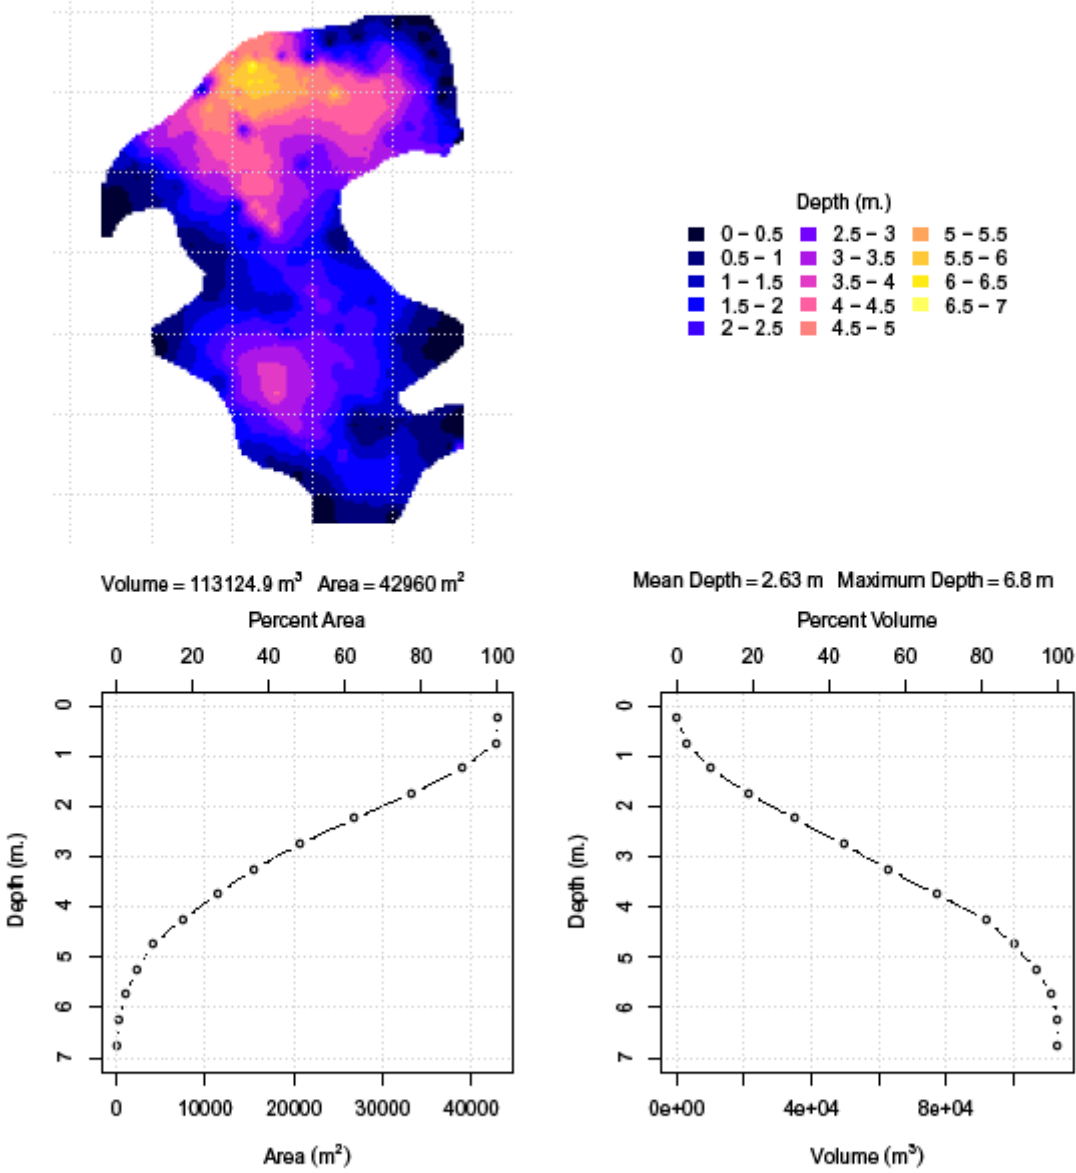 Depth (m.)
0 – 0.5 2.5 – 3 5 – 5.5
0.5 – 1 3 – 3.5 5.5 – 6
1 – 1.5 3.5 – 4 6 – 6.5
1.5 – 2 4 – 4.5 6.5 – 7
2 – 2.5 4.5 – 5
Volume = 113124.9 m³ Area = 42960 m²
Mean Depth = 2.63 m Maximum Depth = 6.8 m
Percent Area
0 20 40 60 80 100
Depth (m.)
0
1
2
3
4
5
6
7
0 10000 20000 30000 40000
Area (m²)
Percent Volume
0 20 40 60 80 100
Depth (m.)
0
1
2
3
4
5
6
7
0e+00 4e+04 8e+04
Volume (m³)